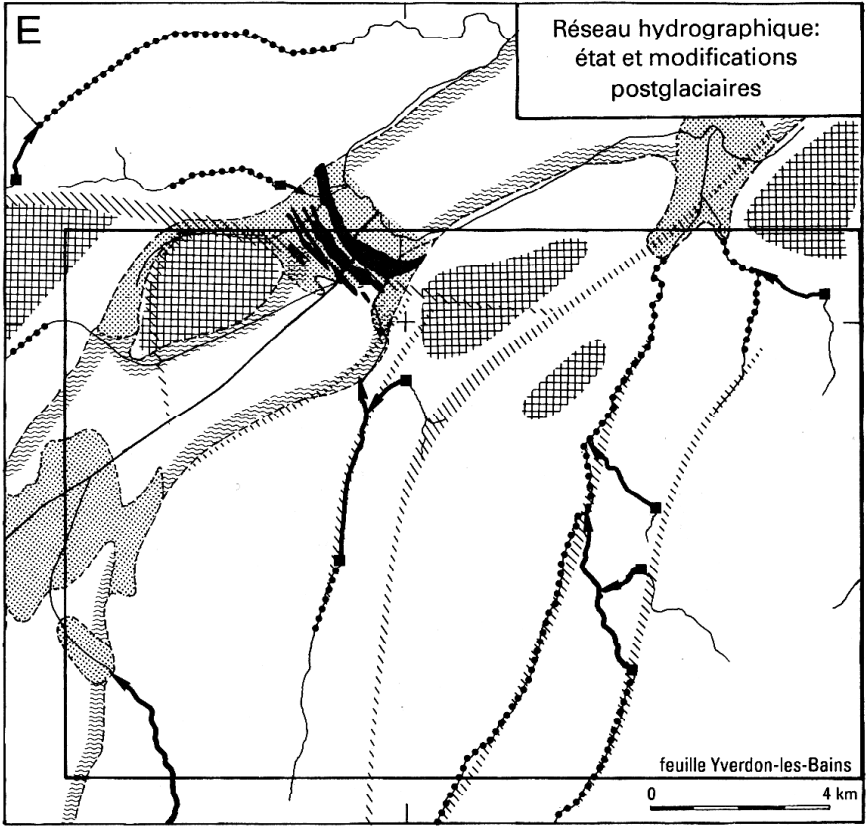 E
Réseau hydrographique:
état et modifications
postglaciaires
feuille Yverdon-les-Bains
0 4 km